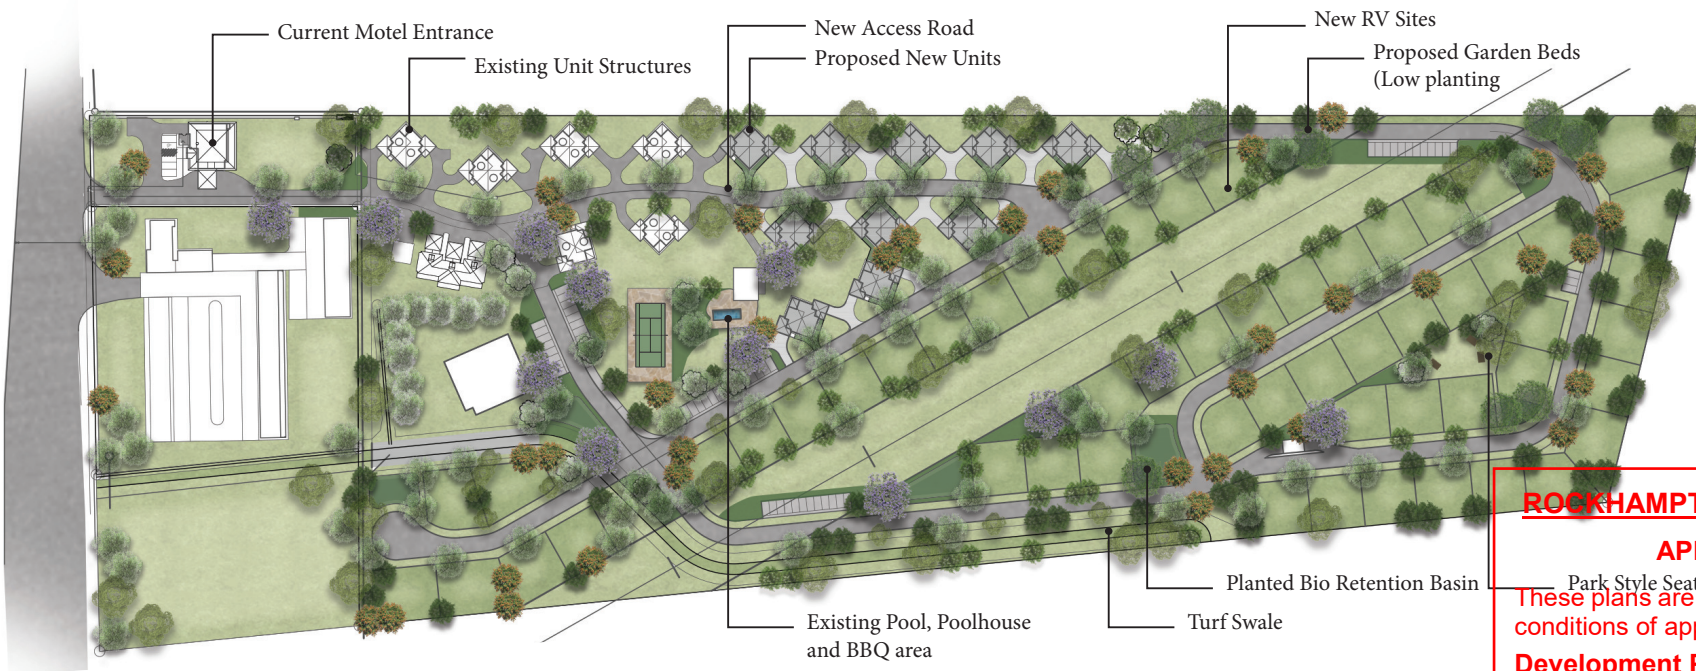 Current Motel Entrance
Existing Unit Structures
New Access Road
Proposed New Units
New RV Sites
Proposed Garden Beds
(Low planting
Planted Bio Retention Basin
Park Style Seat
Turf Swale
Existing Pool, Poolhouse
and BBQ area
ROCKHAMPT
These plans are
conditions of app
Development